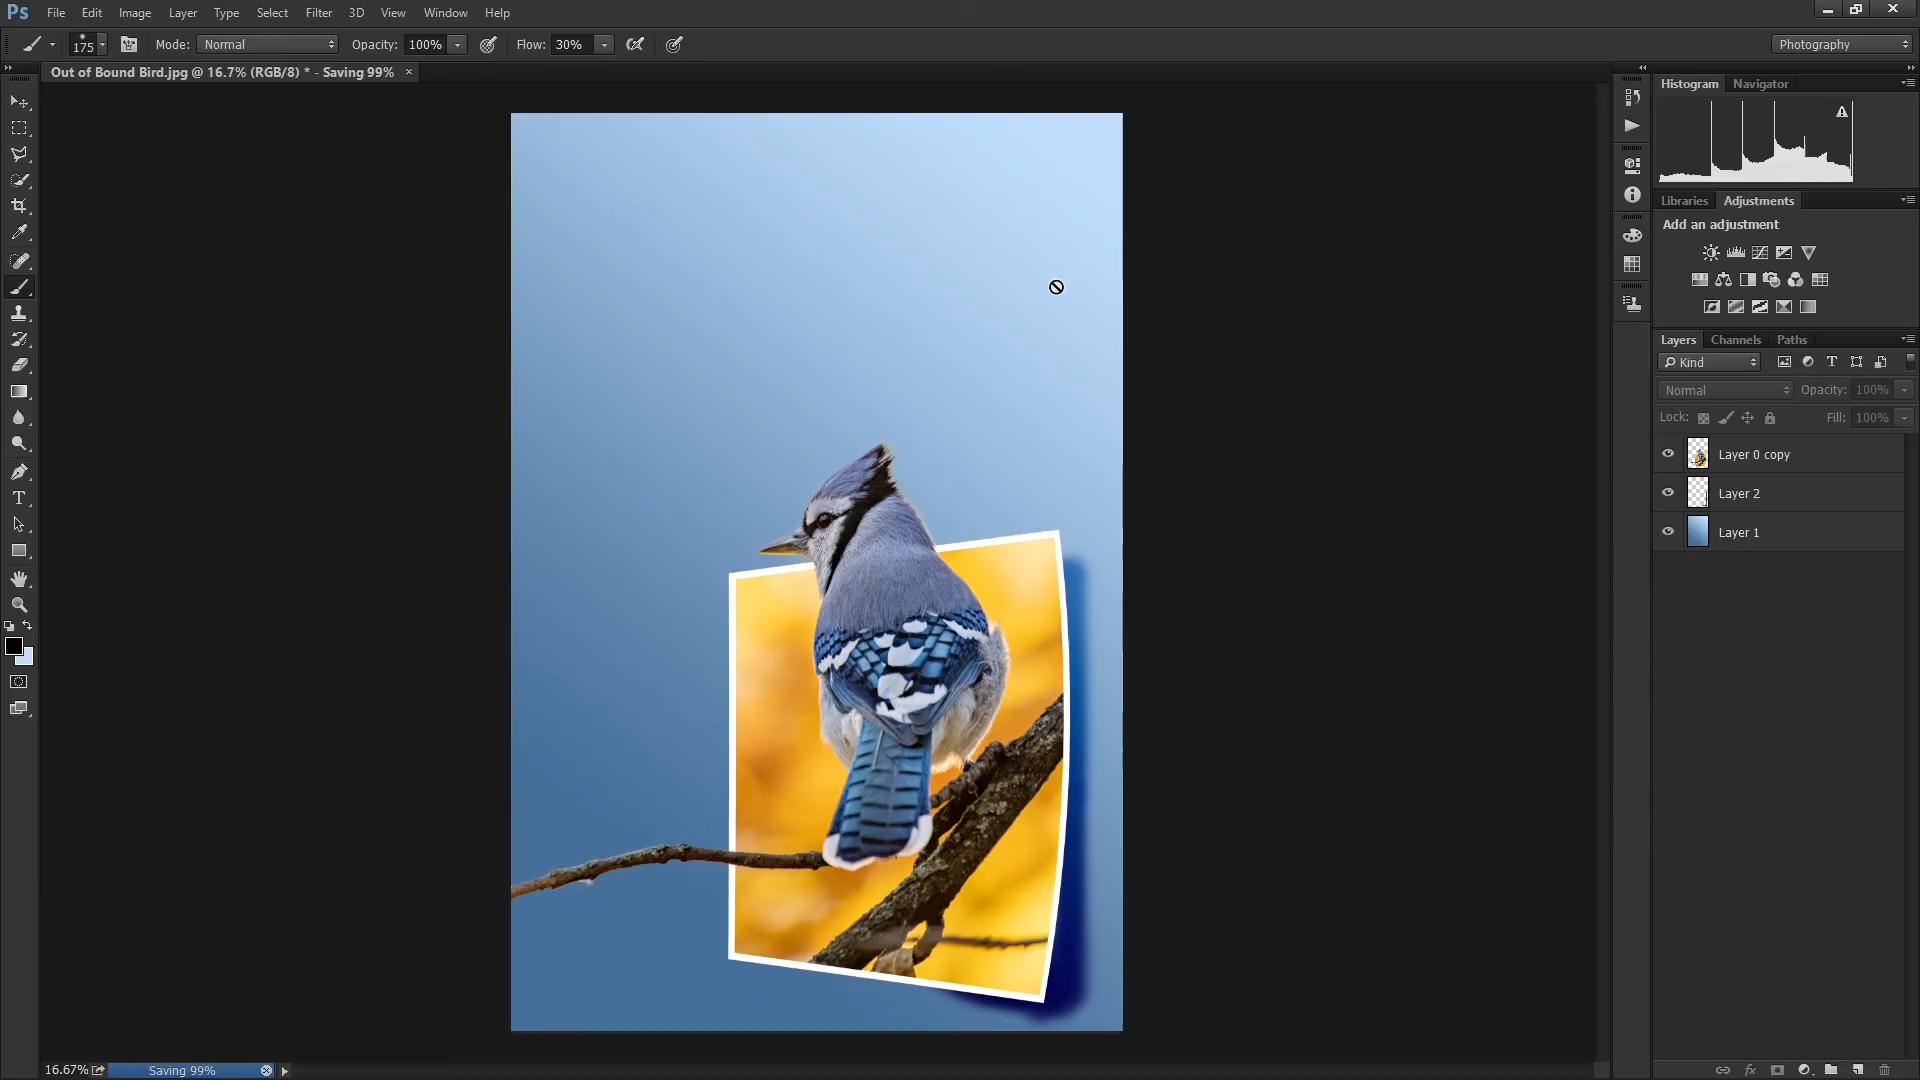 Ps File Edit Image Layer Type Select Filter 3D View Window Help
175 Mode: Normal Opacity: 100% Flow: 30% Photography
Out of Bound Bird.jpg @ 16.7% (RGB/8) * - Saving 99% ×
Histogram Navigator
Libraries Adjustments
Add an adjustment
Layers Channels Paths
Kind
Normal Opacity: 100%
Lock: Fill: 100%
Layer 0 copy
Layer 2
Layer 1
16.67% Saving 99%